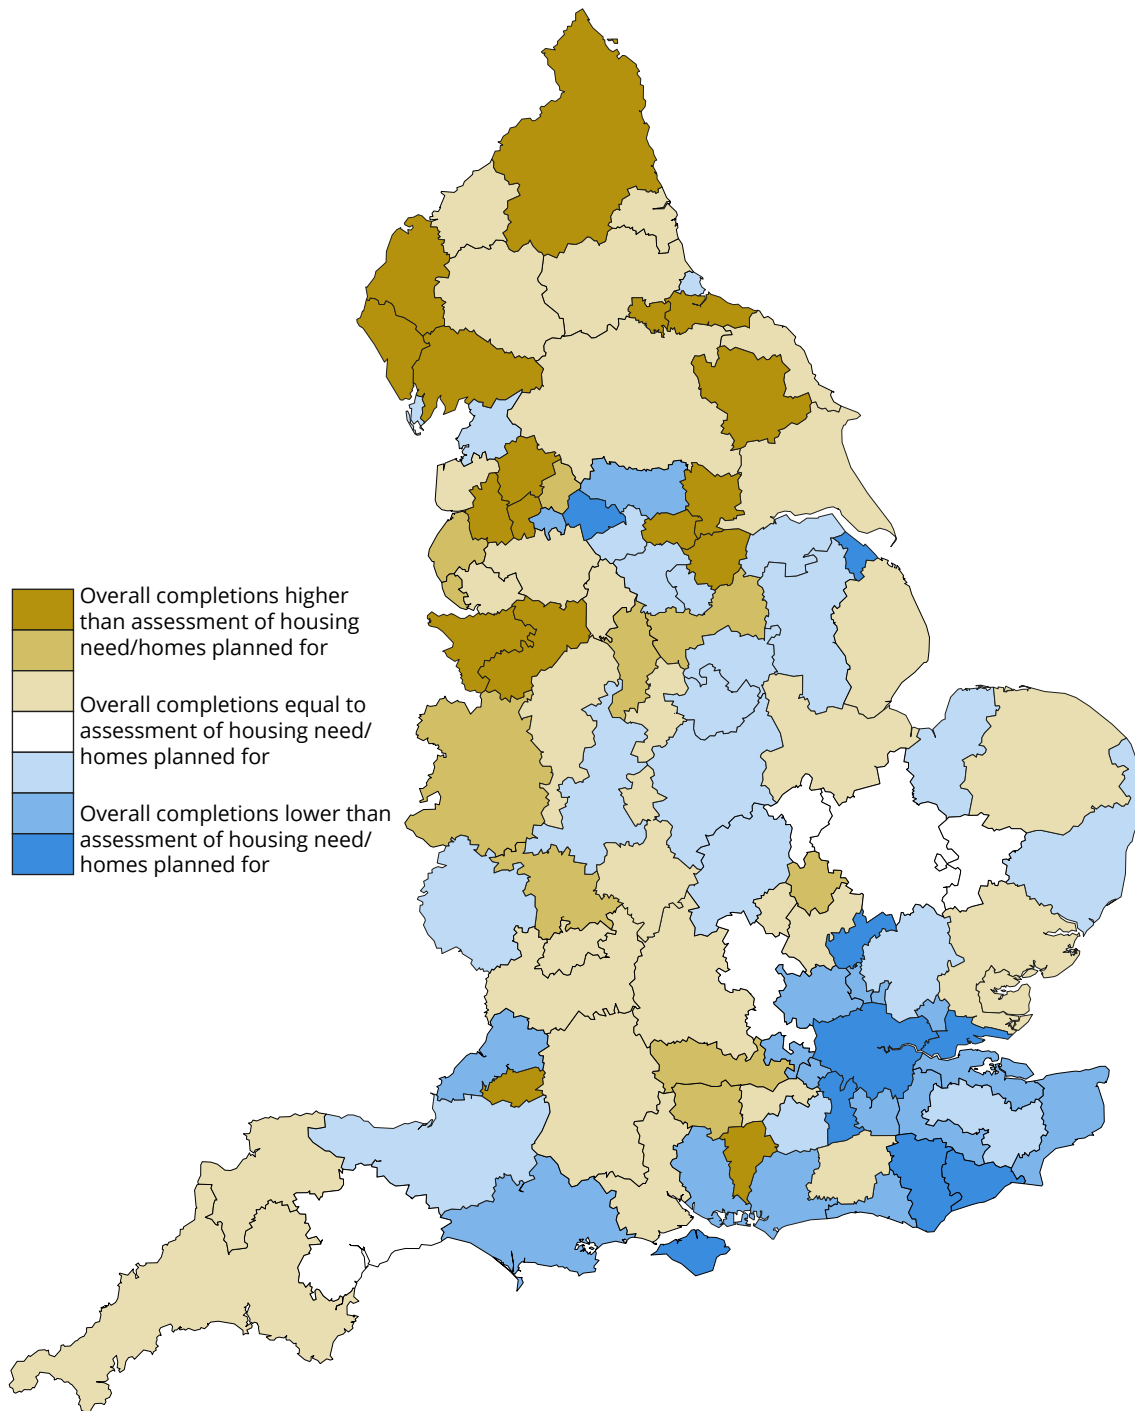 Overall completions higher
than assessment of housing
need/homes planned for
Overall completions equal to
assessment of housing need/
homes planned for
Overall completions lower than
assessment of housing need/
homes planned for